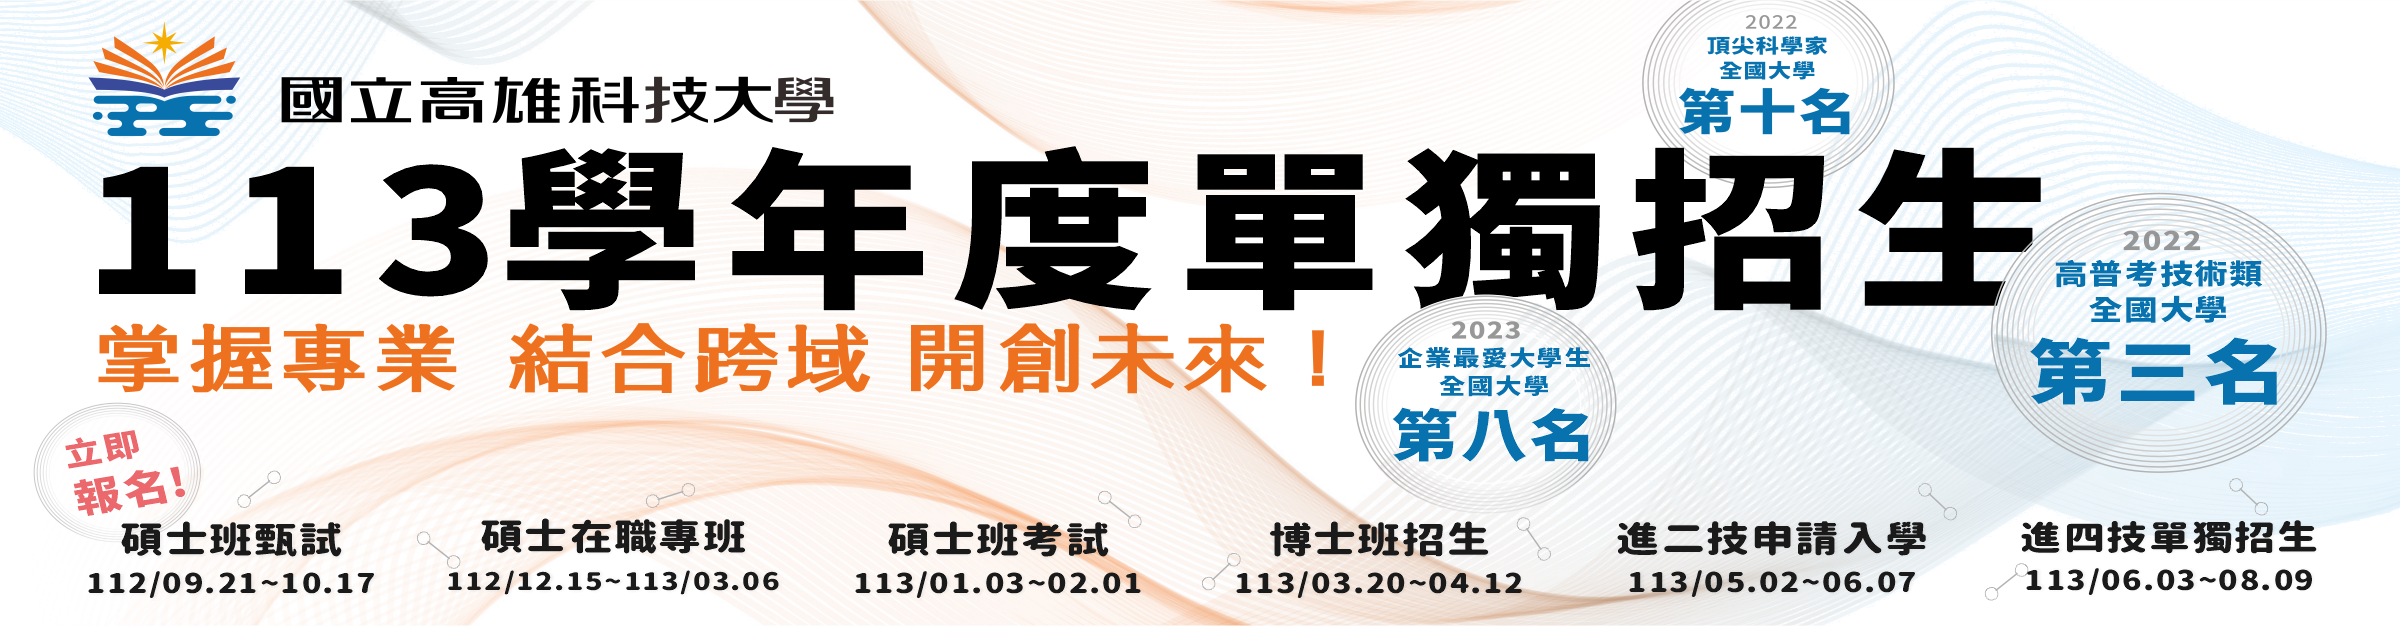 國立高雄科技大學
2022
頂尖科學家
全國大學
第十名
113學年度單獨招生
2022
高普考技術類
全國大學
第三名
掌握專業 結合跨域 開創未來！
2023
企業最愛大學生
全國大學
第八名
立即
報名!
碩士班甄試
112/09.21~10.17
碩士在職專班
112/12.15~113/03.06
碩士班考試
113/01.03~02.01
博士班招生
113/03.20~04.12
進二技申請入學
113/05.02~06.07
進四技單獨招生
113/06.03~08.09